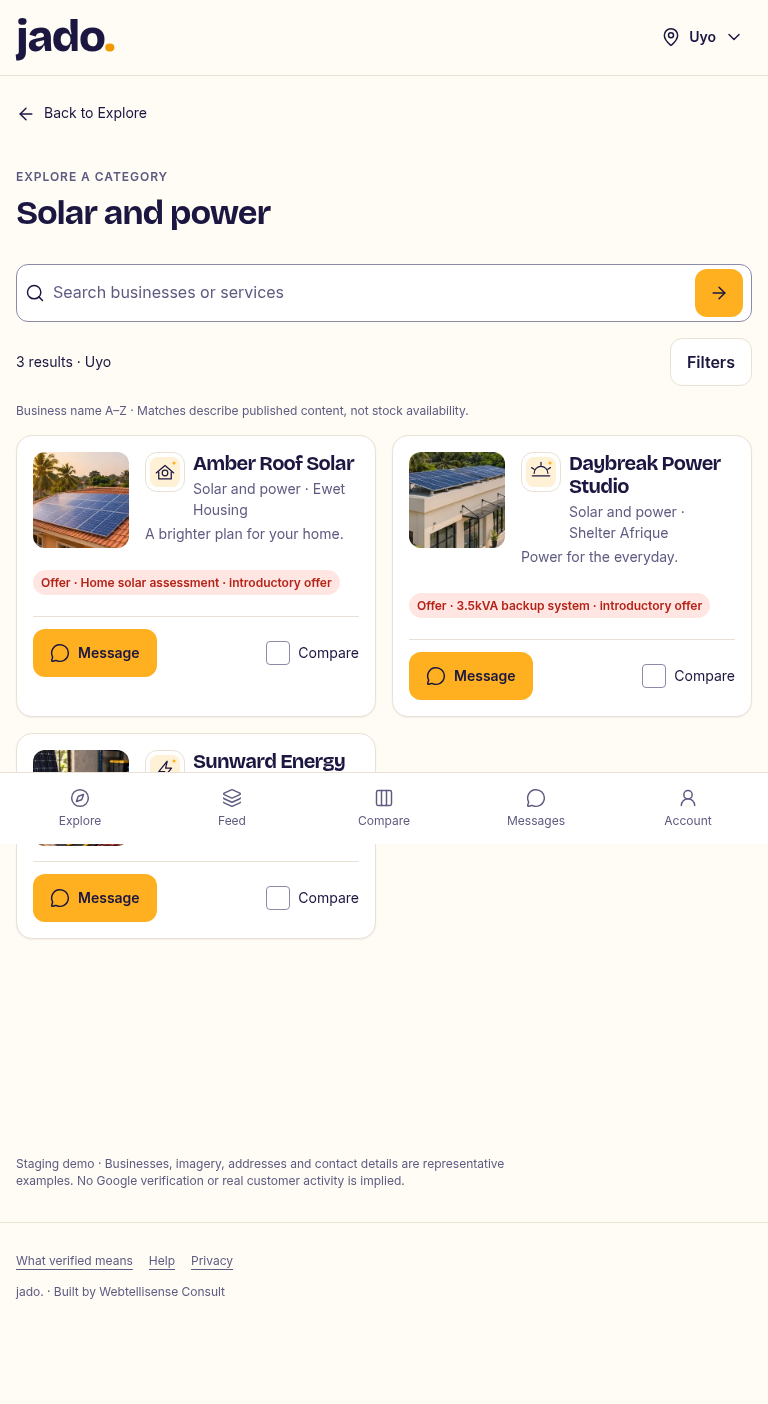 jado.
Uyo
Back to Explore
EXPLORE A CATEGORY
Solar and power
Search businesses or services
3 results · Uyo
Filters
Business name A–Z · Matches describe published content, not stock availability.
Amber Roof Solar
Solar and power · Ewet
Housing
A brighter plan for your home.
Offer · Home solar assessment · introductory offer
Message
Compare
Daybreak Power
Studio
Solar and power ·
Shelter Afrique
Power for the everyday.
Offer · 3.5kVA backup system · introductory offer
Message
Compare
Sunward Energy
Explore
Feed
Compare
Messages
Account
Message
Compare
Staging demo · Businesses, imagery, addresses and contact details are representative
examples. No Google verification or real customer activity is implied.
What verified means
Help
Privacy
jado. · Built by Webtellisense Consult